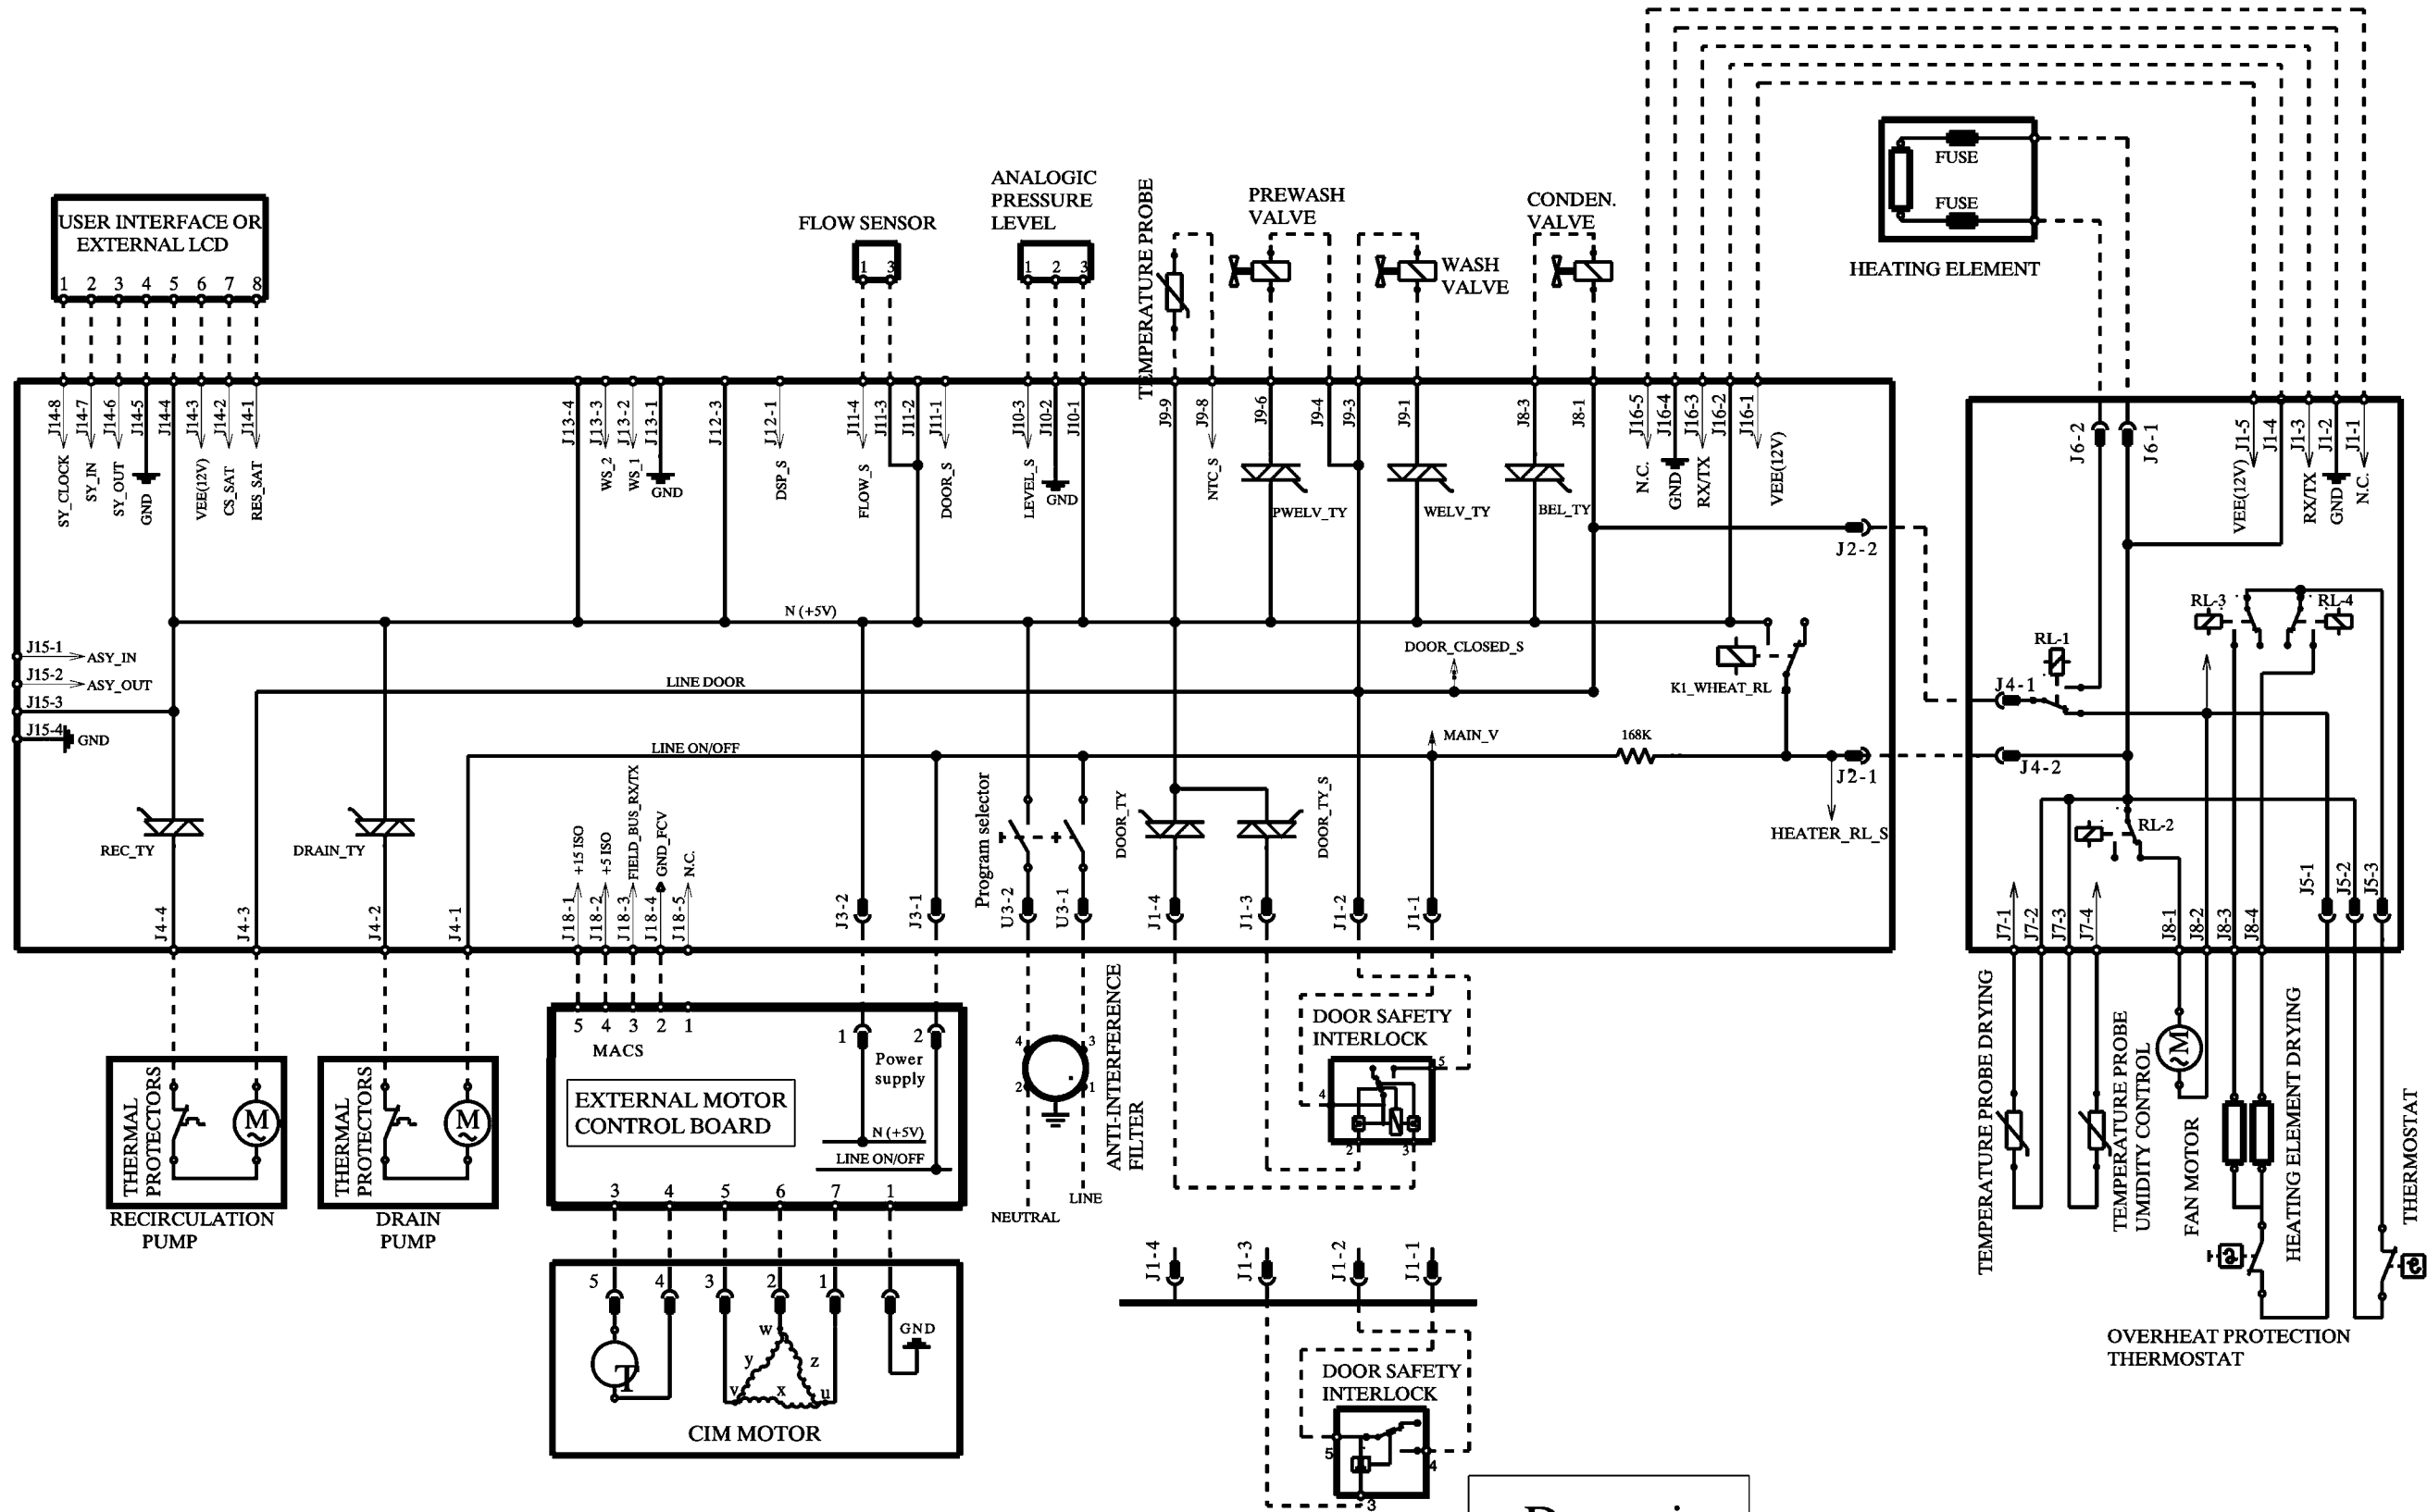 USER INTERFACE OR
EXTERNAL LCD
1 2 3 4 5 6 7 8
FLOW SENSOR
1 3
ANALOGIC
PRESSURE
LEVEL
1 2 3
TEMPERATURE PROBE
PREWASH
VALVE
WASH
VALVE
CONDEN.
VALVE
FUSE
FUSE
HEATING ELEMENT
J14-8
J14-7
J14-6
J14-5
J14-4
J14-3
J14-2
J14-1
SY_CLOCK
SY_IN
SY_OUT
GND
VEE(12V)
CS_SAT
RES_SAT
J13-4
J13-3
J13-2
J13-1
WS_2
WS_1
GND
J12-3
J12-1
DSP_S
J11-4
J11-3
J11-2
J11-1
FLOW_S
DOOR_S
J10-3
J10-2
J10-1
LEVEL_S
GND
J9-9
J9-8
NTC_S
J9-6
J9-4
J9-3
J9-1
J8-3
J8-1
PWELV_TY
WELV_TY
BEL_TY
J16-5
J16-4
J16-3
J16-2
J16-1
N.C.
GND
RX/TX
VEE(12V)
J2-2
J6-2
J6-1
J1-5
J1-4
J1-3
J1-2
J1-1
VEE(12V)
RX/TX
GND
N.C.
N (+5V)
J15-1
ASY_IN
J15-2
ASY_OUT
J15-3
J15-4
GND
LINE DOOR
DOOR_CLOSED_S
K1_WHEAT_RL
LINE ON/OFF
MAIN_V
168K
J2-1
HEATER_RL_S
RL-3
RL-4
RL-1
J4-1
J4-2
RL-2
REC_TY
DRAIN_TY
+15 ISO
+5 ISO
FIELD_BUS_RX/TX
GND_FCV
N.C.
Program selector
DOOR_TY
DOOR_TY_S
J4-4
J4-3
J4-2
J4-1
J18-1
J18-2
J18-3
J18-4
J18-5
J3-2
J3-1
U3-2
U3-1
J1-4
J1-3
J1-2
J1-1
J7-1
J7-2
J7-3
J7-4
J8-1
J8-2
J8-3
J8-4
J5-1
J5-2
J5-3
THERMAL
PROTECTORS
M
RECIRCULATION
PUMP
THERMAL
PROTECTORS
M
DRAIN
PUMP
5 4 3 2 1
MACS
1 2
Power
supply
EXTERNAL MOTOR
CONTROL BOARD
N (+5V)
LINE ON/OFF
3 4 5 6 7 1
4 3
2 1
ANTI-INTERFERENCE
FILTER
NEUTRAL
LINE
DOOR SAFETY
INTERLOCK
5
4
2 3
TEMPERATURE PROBE DRYING
TEMPERATURE PROBE
UMIDITY CONTROL
M
FAN MOTOR
HEATING ELEMENT DRYING
THERMOSTAT
OVERHEAT PROTECTION
THERMOSTAT
5 4 3 2 1
T
w
y z
v x u
GND
CIM MOTOR
J1-4
J1-3
J1-2
J1-1
DOOR SAFETY
INTERLOCK
5
4
3